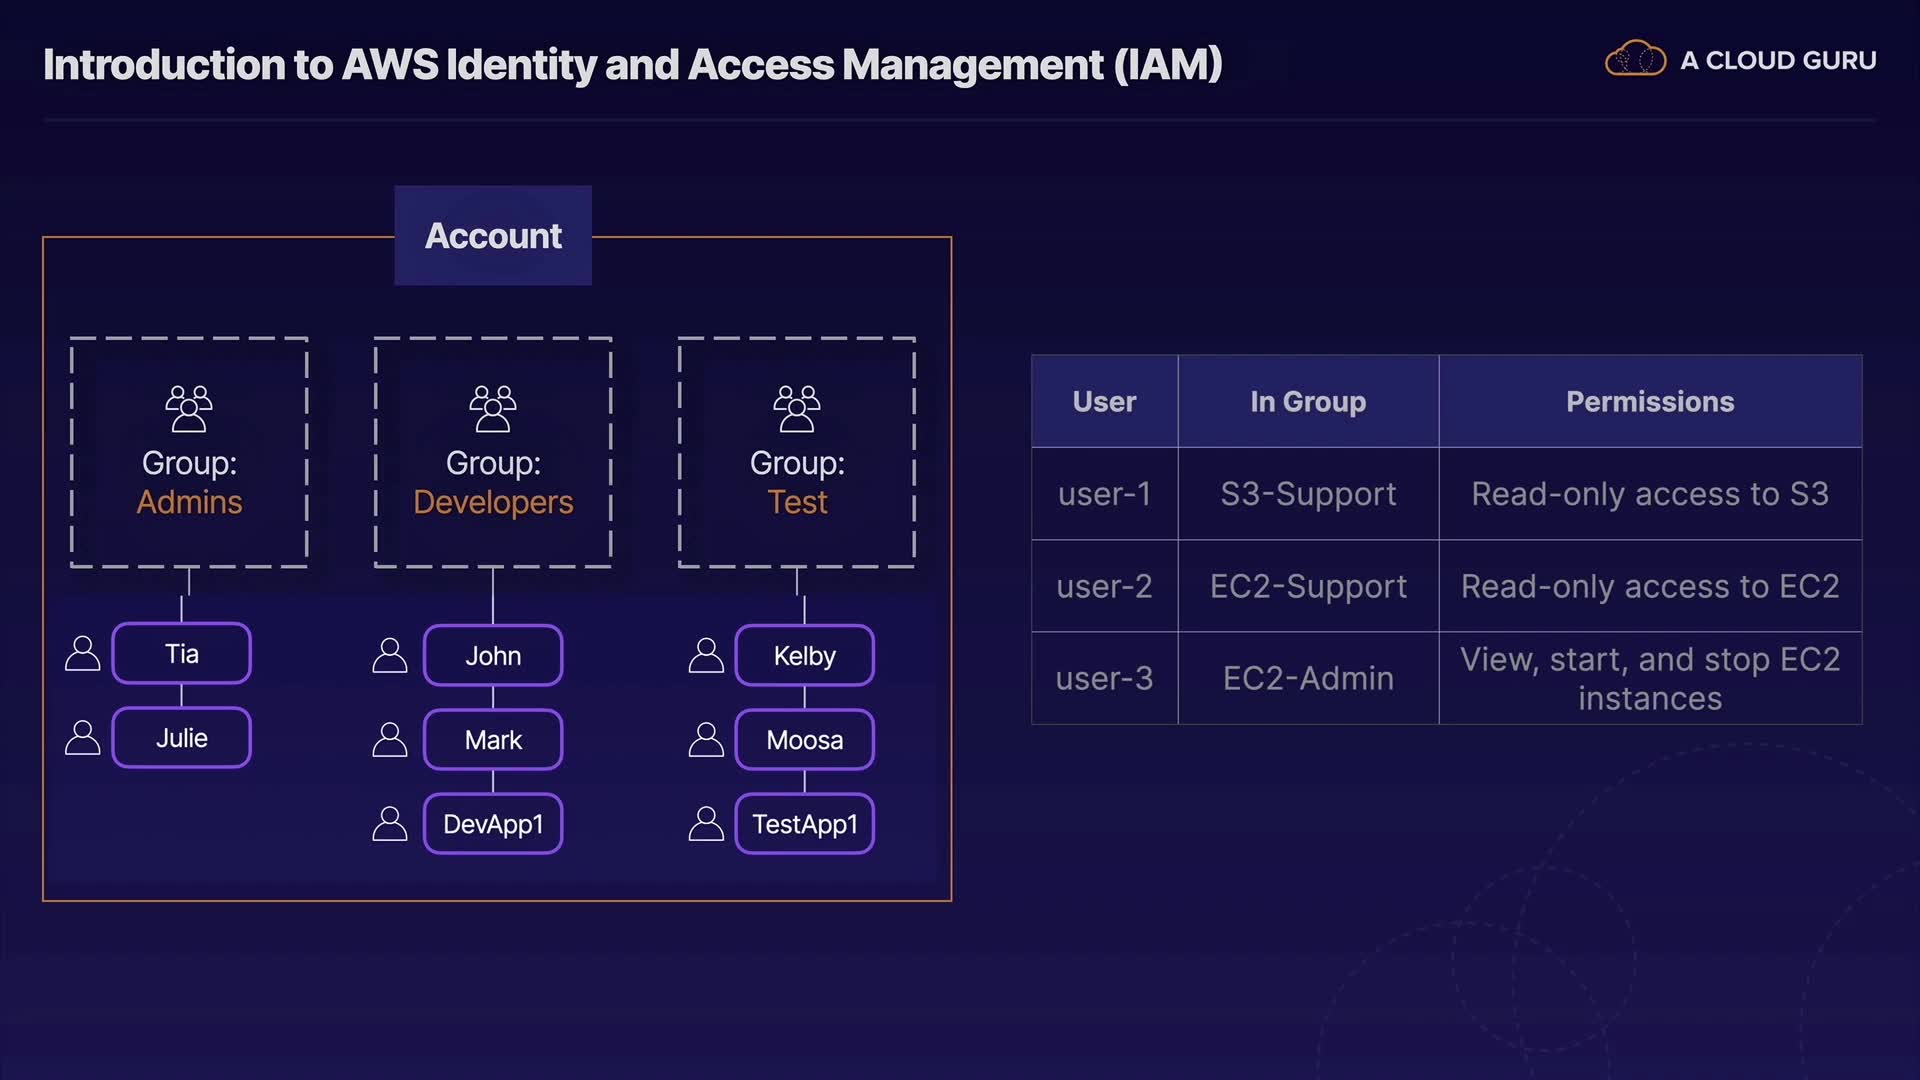 Introduction to AWS Identity and Access Management (IAM)
A CLOUD GURU
Account
Group:
Admins
Tia
Julie
Group:
Developers
John
Mark
DevApp1
Group:
Test
Kelby
Moosa
TestApp1
User In Group Permissions
user-1 S3-Support Read-only access to S3
user-2 EC2-Support Read-only access to EC2
user-3 EC2-Admin View, start, and stop EC2
instances